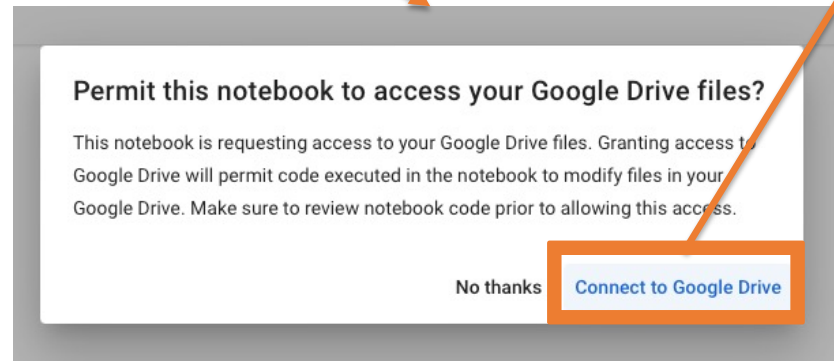 Permit this notebook to access your Google Drive files?
This notebook is requesting access to your Google Drive files. Granting access to
Google Drive will permit code executed in the notebook to modify files in your
Google Drive. Make sure to review notebook code prior to allowing this access.
No thanks Connect to Google Drive